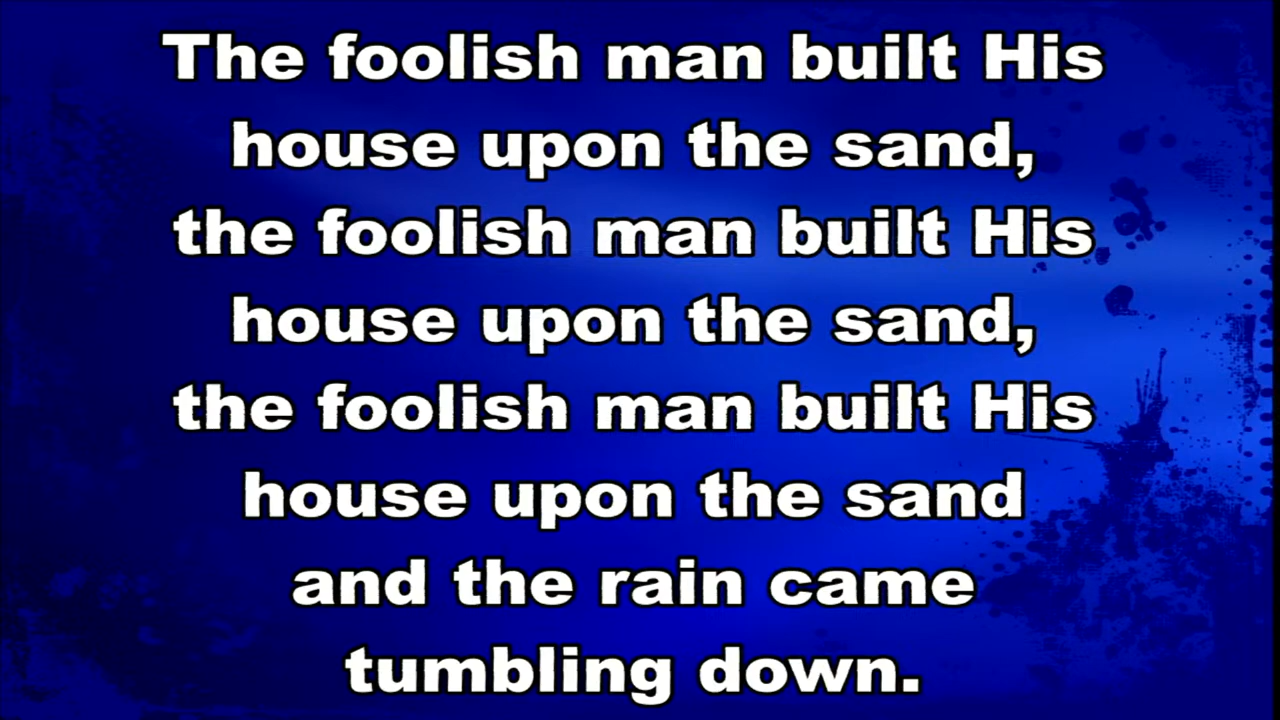 The foolish man built His
house upon the sand,
the foolish man built His
house upon the sand,
the foolish man built His
house upon the sand
and the rain came
tumbling down.